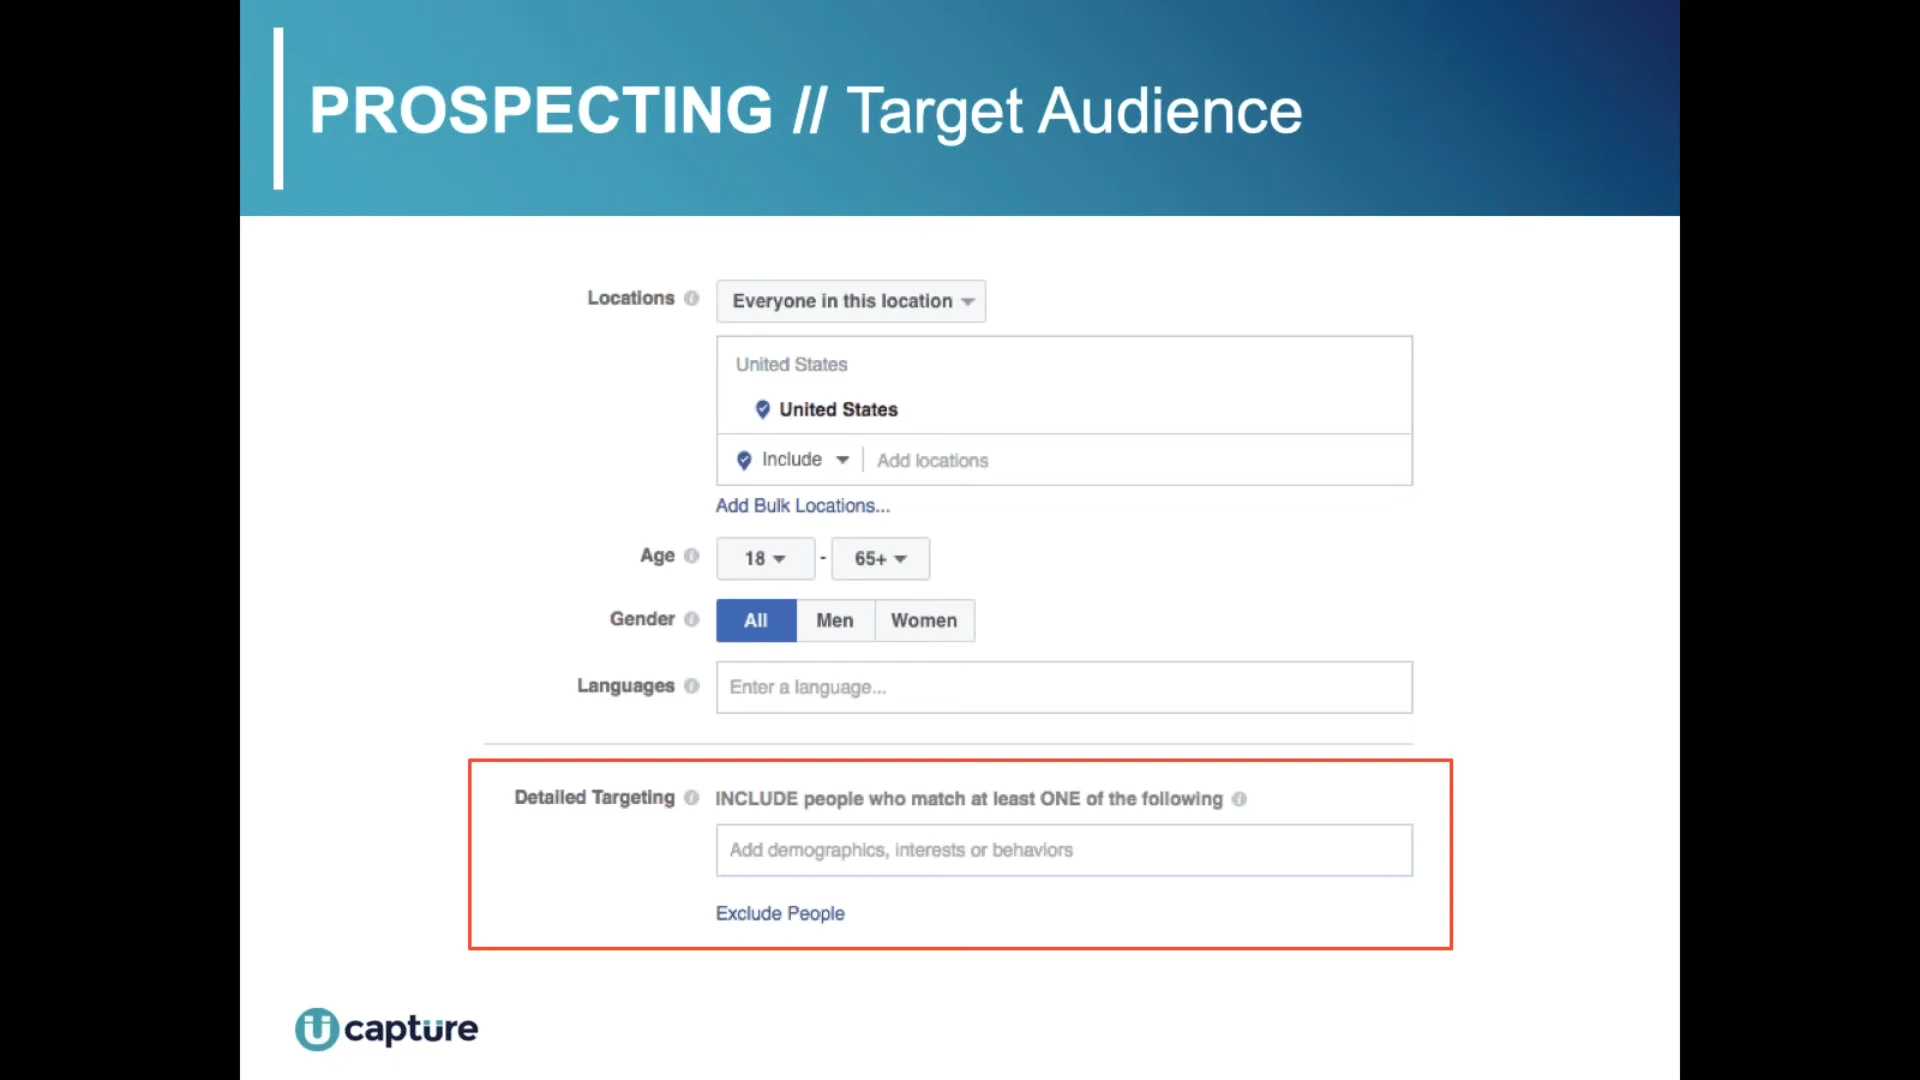 PROSPECTING // Target Audience
Locations
Everyone in this location
United States
United States
Include
Add locations
Add Bulk Locations...
Age
18 - 65+
Gender
All Men Women
Languages
Enter a language...
Detailed Targeting
INCLUDE people who match at least ONE of the following
Add demographics, interests or behaviors
Exclude People
Ü captüre